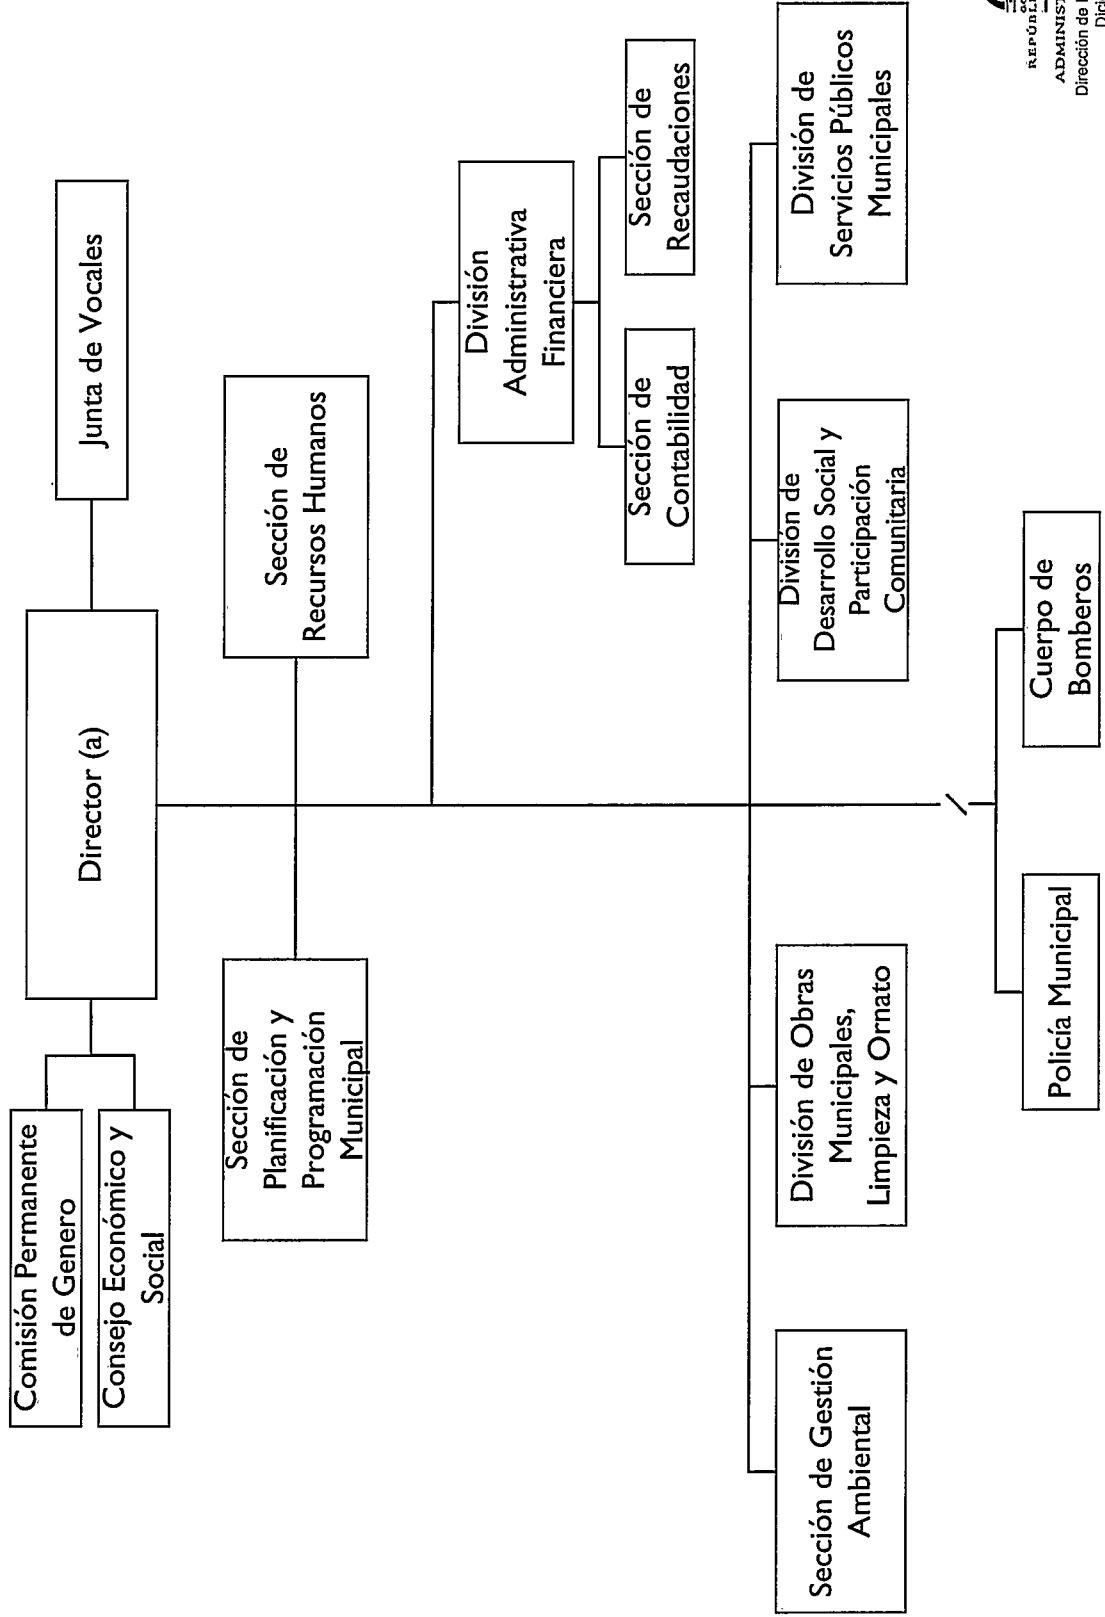 Comisión Permanente
de Genero
Consejo Económico y
Social
Director (a)
Junta de Vocales
Sección de
Planificación y
Programación
Municipal
Sección de
Recursos Humanos
División
Administrativa
Financiera
Sección de
Contabilidad
Sección de
Recaudaciones
Sección de Gestión
Ambiental
División de Obras
Municipales,
Limpieza y Ornato
División de
Desarrollo Social y
Participación
Comunitaria
División de
Servicios Públicos
Municipales
Policía Municipal
Cuerpo de
Bomberos
Dirección de